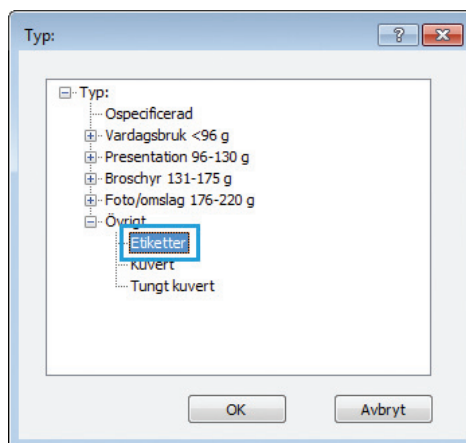 Typ:
Typ:
Ospecificerad
Vardagsbruk <96 g
Presentation 96-130 g
Broschyr 131-175 g
Foto/omslag 176-220 g
Övrigt
Etiketter
Kuvert
Tungt kuvert
OK Avbryt